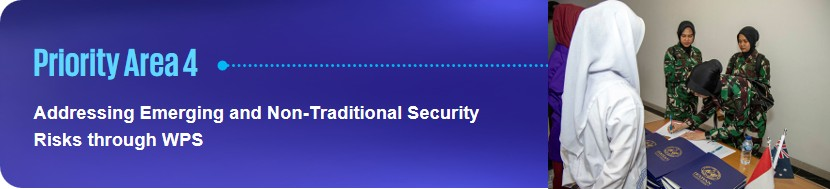 Priority Area 4
Addressing Emerging and Non-Traditional Security
Risks through WPS